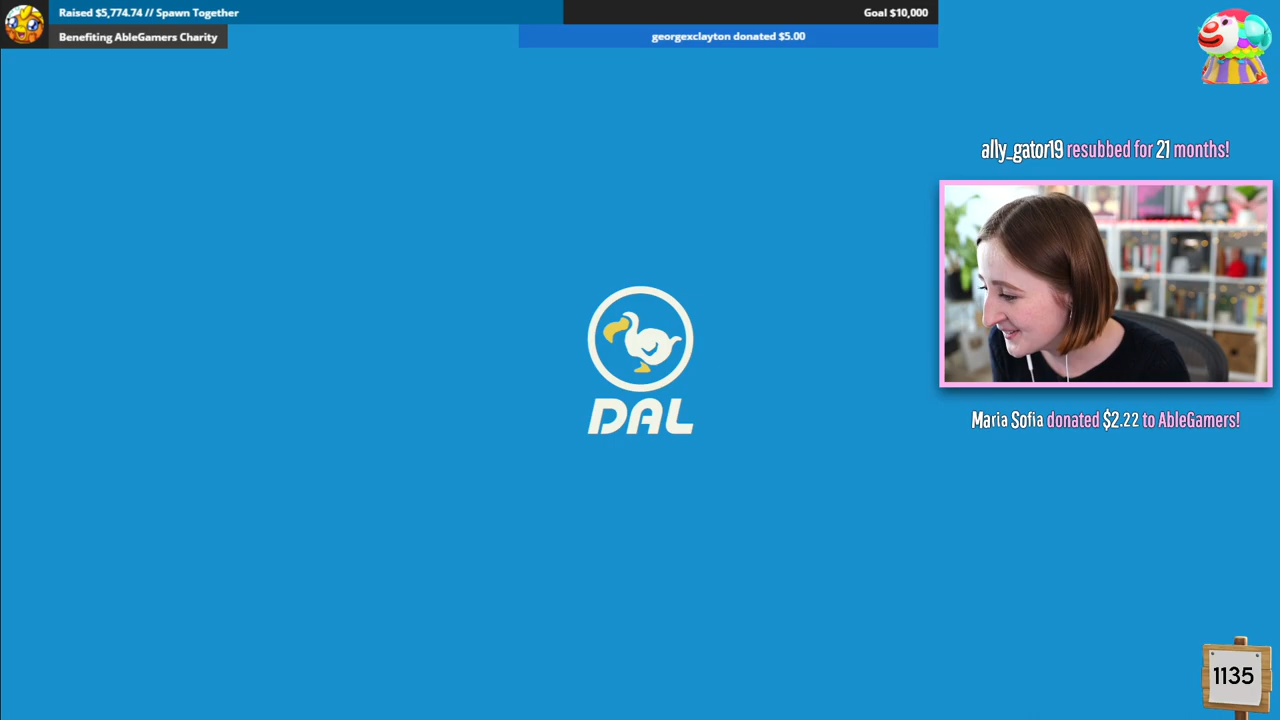 Raised $5,774.74 // Spawn Together
Goal $10,000
Benefiting AbleGamers Charity
georgexclayton donated $5.00
ally_gator19 resubbed for 21 months!
DAL
Maria Sofia donated $2.22 to AbleGamers!
1135